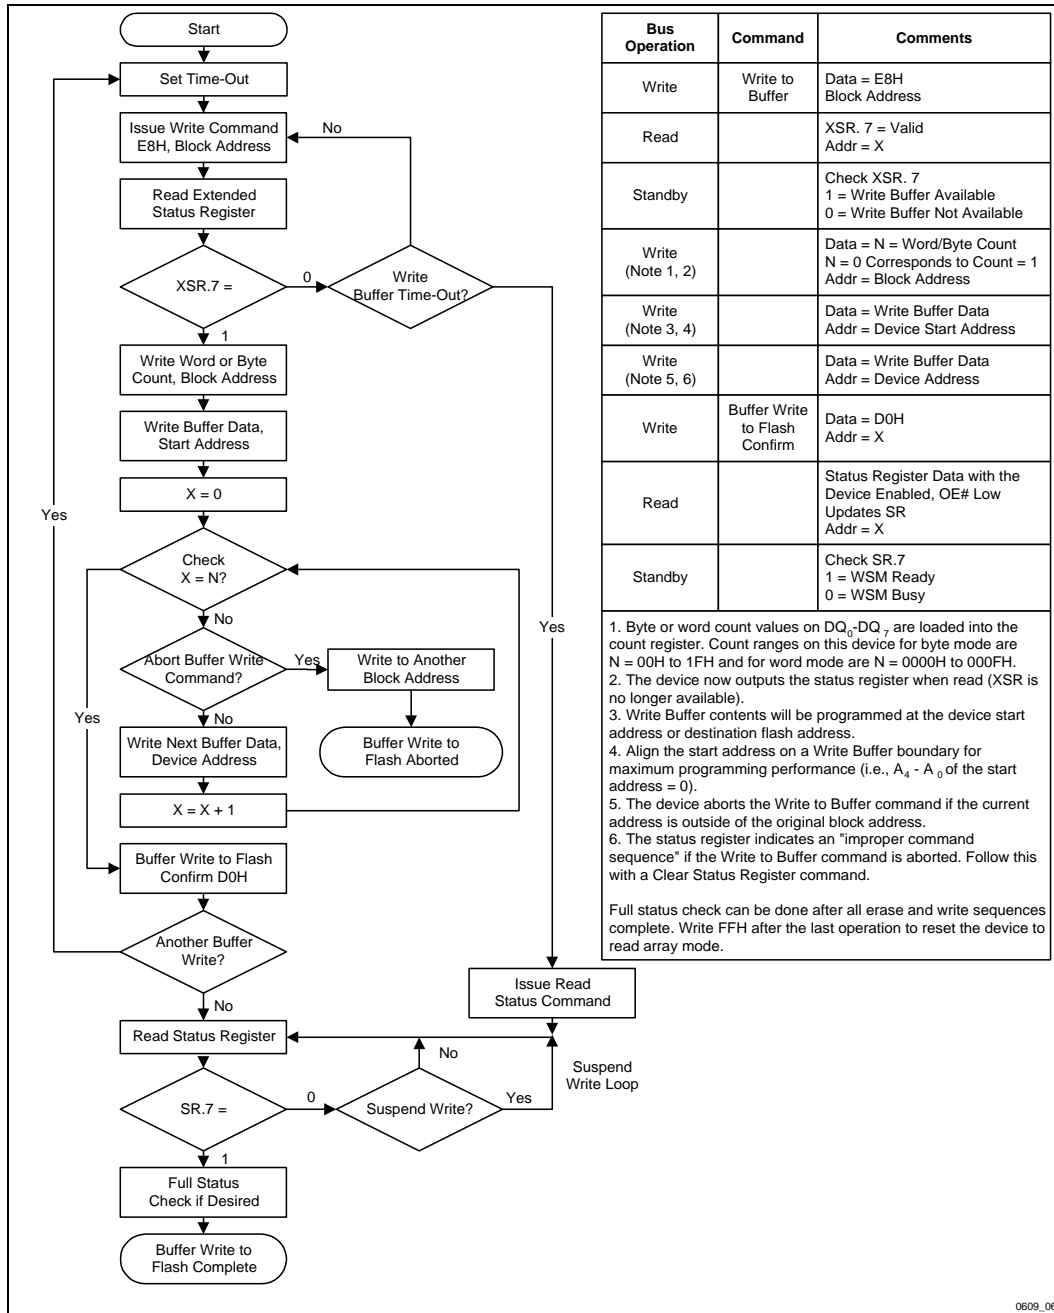 Start
Set Time-Out
Issue Write Command
E8H, Block Address
No
Read Extended
Status Register
XSR.7 =
0
Write
Buffer Time-Out?
1
Write Word or Byte
Count, Block Address
Write Buffer Data,
Start Address
X = 0
Yes
Check
X = N?
No
Yes
Abort Buffer Write
Command?
Yes
Write to Another
Block Address
Yes
No
Buffer Write to
Flash Aborted
Write Next Buffer Data,
Device Address
X = X + 1
Buffer Write to Flash
Confirm D0H
Another Buffer
Write?
Issue Read
Status Command
No
Read Status Register
No
Suspend
Write Loop
SR.7 =
0
Suspend Write?
Yes
1
Full Status
Check if Desired
Buffer Write to
Flash Complete
Bus
Operation
Command
Comments
Write
Write to
Buffer
Data = E8H
Block Address
Read
XSR. 7 = Valid
Addr = X
Standby
Check XSR. 7
1 = Write Buffer Available
0 = Write Buffer Not Available
Write
(Note 1, 2)
Data = N = Word/Byte Count
N = 0 Corresponds to Count = 1
Addr = Block Address
Write
(Note 3, 4)
Data = Write Buffer Data
Addr = Device Start Address
Write
(Note 5, 6)
Data = Write Buffer Data
Addr = Device Address
Write
Buffer Write
to Flash
Confirm
Data = D0H
Addr = X
Read
Status Register Data with the
Device Enabled, OE# Low
Updates SR
Addr = X
Standby
Check SR.7
1 = WSM Ready
0 = WSM Busy
1. Byte or word count values on DQ0-DQ7 are loaded into the
count register. Count ranges on this device for byte mode are
N = 00H to 1FH and for word mode are N = 0000H to 000FH.
2. The device now outputs the status register when read (XSR is
no longer available).
3. Write Buffer contents will be programmed at the device start
address or destination flash address.
4. Align the start address on a Write Buffer boundary for
maximum programming performance (i.e., A4 - A0 of the start
address = 0).
5. The device aborts the Write to Buffer command if the current
address is outside of the original block address.
6. The status register indicates an "improper command
sequence" if the Write to Buffer command is aborted. Follow this
with a Clear Status Register command.
Full status check can be done after all erase and write sequences
complete. Write FFH after the last operation to reset the device to
read array mode.
0609_06